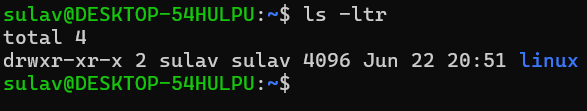 sulav@DESKTOP-54HULPU:~$ ls -ltr
total 4
drwxr-xr-x 2 sulav sulav 4096 Jun 22 20:51 linux
sulav@DESKTOP-54HULPU:~$